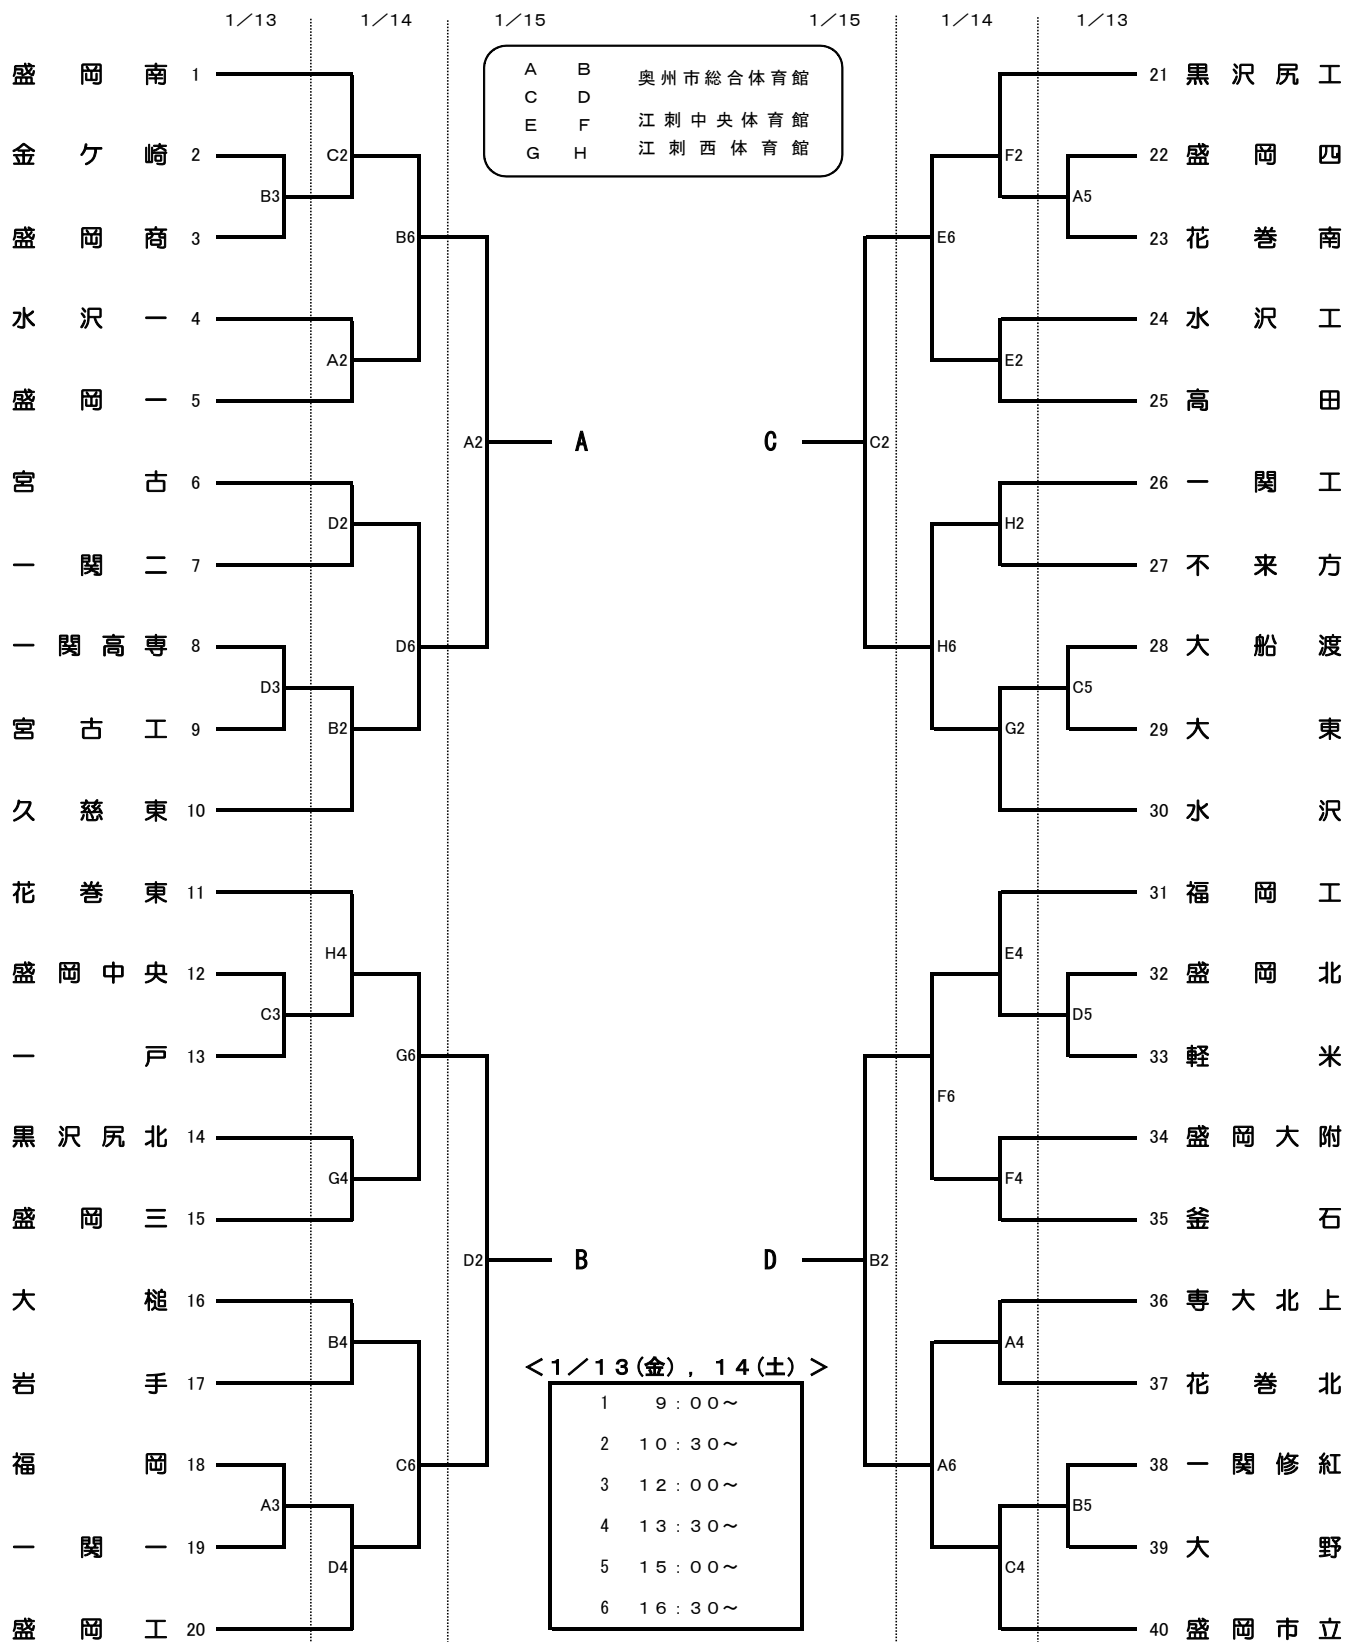 1／13 1／14 1／15 1／15 1／14 1／13
A B 奥州市総合体育館
C D
E F 江刺中央体育館
G H 江刺西体育館
盛岡南 1
金ケ崎 2
盛岡商 3
水沢一 4
盛岡一 5
宮古 6
一関二 7
一関高専 8
宮古工 9
久慈東 10
花巻東 11
盛岡中央 12
一戸 13
黒沢尻北 14
盛岡三 15
大槌 16
岩手 17
福岡 18
一関一 19
盛岡工 20
B3
D3
C3
A3
C2
A2
D2
B2
H4
G4
B4
D4
B6
D6
G6
C6
A2
D2
A
B
C
D
C2
B2
E6
H6
F6
A6
F2
E2
H2
G2
E4
F4
A4
C4
A5
C5
D5
B5
21 黒沢尻工
22 盛岡四
23 花巻南
24 水沢工
25 高田
26 一関工
27 不来方
28 大船渡
29 大東
30 水沢
31 福岡工
32 盛岡北
33 軽米
34 盛岡大附
35 釜石
36 専大北上
37 花巻北
38 一関修紅
39 大野
40 盛岡市立
＜1／13(金)，14(土)＞
1 9：00～
2 10：30～
3 12：00～
4 13：30～
5 15：00～
6 16：30～